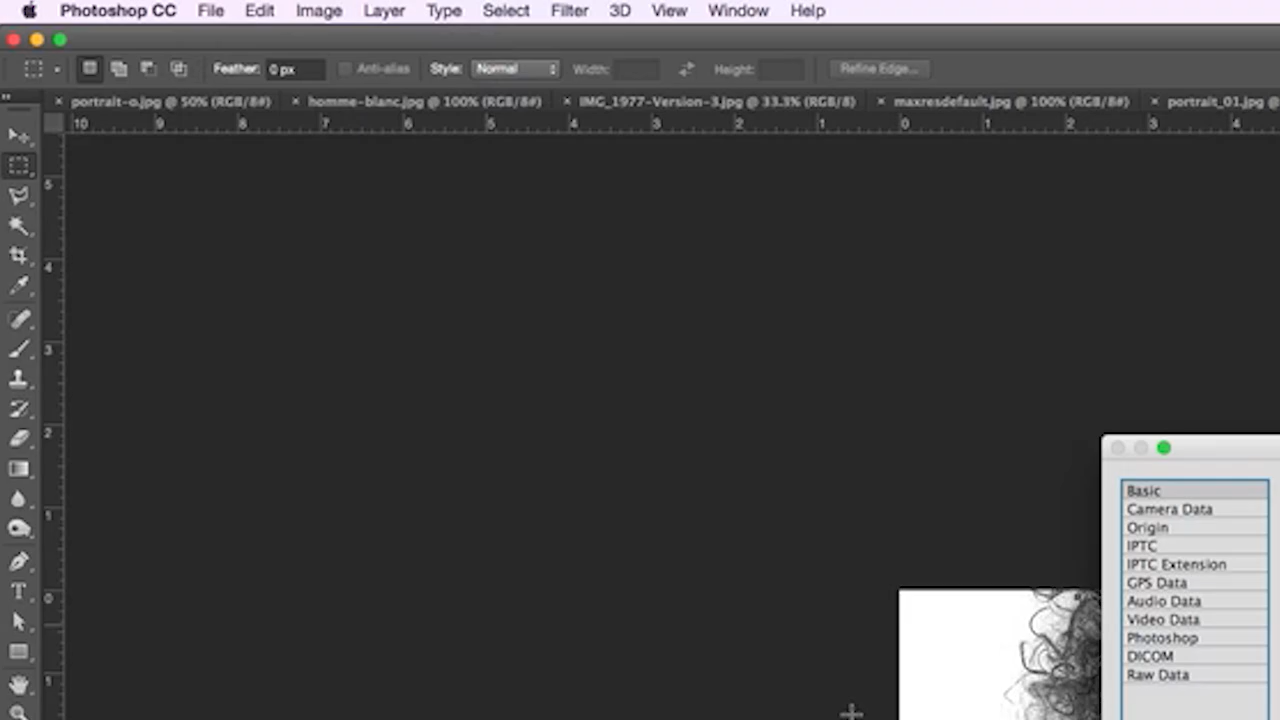 Photoshop CC File Edit Image Layer Type Select Filter 3D View Window Help
Feather: 0 px Anti-alias Style: Normal Width: Height: Refine Edge...
× portrait-o.jpg @ 50% (RGB/8#) × homme-blanc.jpg @ 100% (RGB/8#) × IMG_1977-Version-3.jpg @ 33.3% (RGB/8) × maxresdefault.jpg @ 100% (RGB/8#) × portrait_01.jpg @
10 9 8 7 6 5 4 3 2 1 0 1 2 3 4
5
4
3
2
1
0
1
Basic
Camera Data
Origin
IPTC
IPTC Extension
GPS Data
Audio Data
Video Data
Photoshop
DICOM
Raw Data